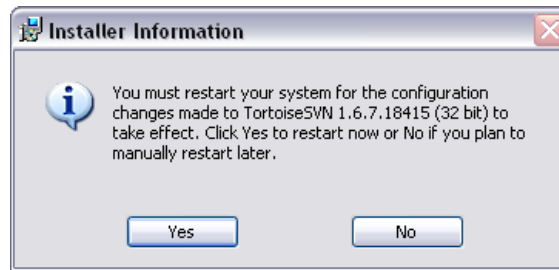 Installer Information
You must restart your system for the configuration
changes made to TortoiseSVN 1.6.7.18415 (32 bit) to
take effect. Click Yes to restart now or No if you plan to
manually restart later.
Yes
No